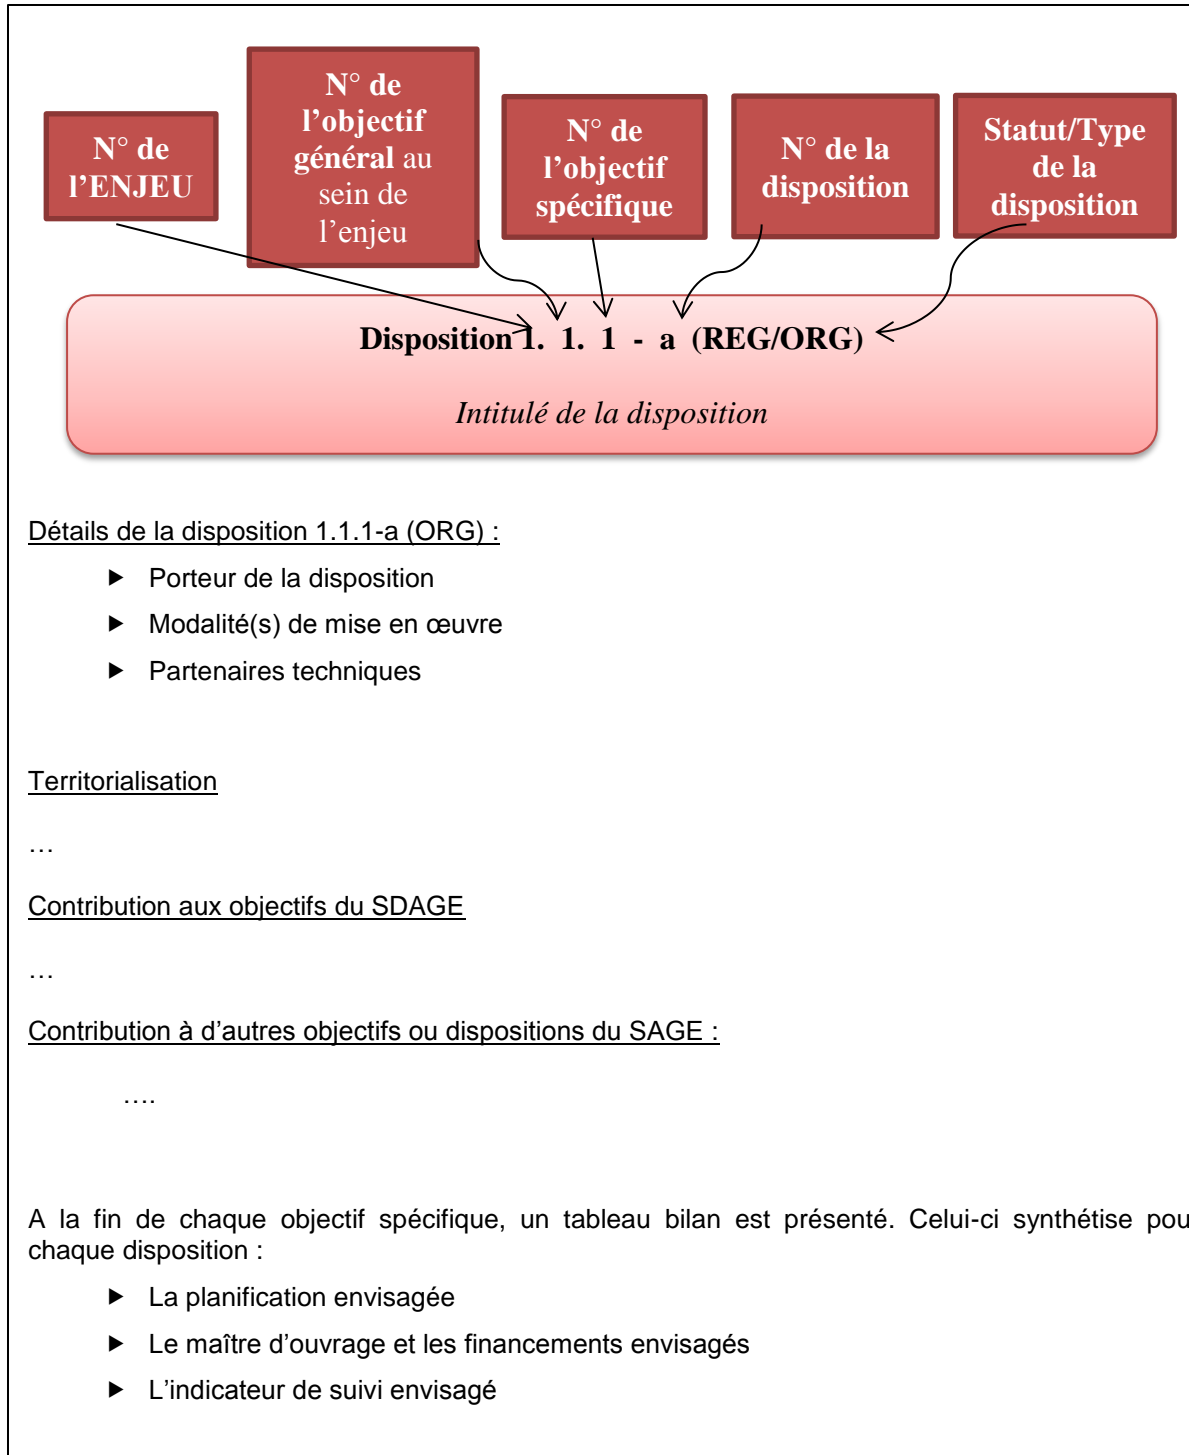 N° de
l’ENJEU
N° de
l’objectif
général au
sein de
l’enjeu
N° de
l’objectif
spécifique
N° de la
disposition
Statut/Type
de la
disposition
Disposition 1. 1. 1 - a (REG/ORG)
Intitulé de la disposition
Détails de la disposition 1.1.1-a (ORG) :
► Porteur de la disposition
► Modalité(s) de mise en œuvre
► Partenaires techniques
Territorialisation
…
Contribution aux objectifs du SDAGE
…
Contribution à d’autres objectifs ou dispositions du SAGE :
….
A la fin de chaque objectif spécifique, un tableau bilan est présenté. Celui-ci synthétise pou
chaque disposition :
► La planification envisagée
► Le maître d’ouvrage et les financements envisagés
► L’indicateur de suivi envisagé